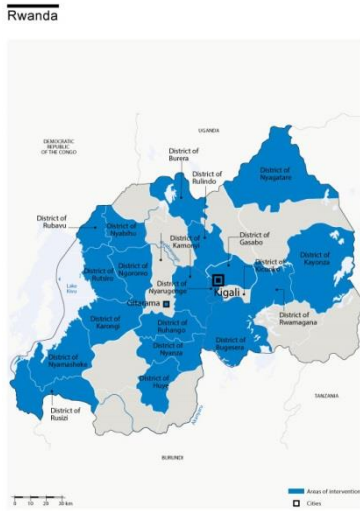 Rwanda
UGANDA
DEMOCRATIC
REPUBLIC
OF THE CONGO
District of
Burera
District of
Rulindo
District of
Nyagatare
District of
Rubavu
District of
Nyabihu
District of
Kamonyi
District of
Gasabo
District of
Rutsiro
District of
Ngororero
District of
Kicukiro
District of
Kayonza
Lake
Kivu
District of
Nyarugenge
Gitarama
Kigali
District of
Rwamagana
District of
Karongi
District of
Ruhango
District of
Nyamasheke
District of
Nyanza
District of
Bugesera
District of
Huye
District of
Rusizi
TANZANIA
BURUNDI
0 10 20 30 km
Areas of intervention
Cities